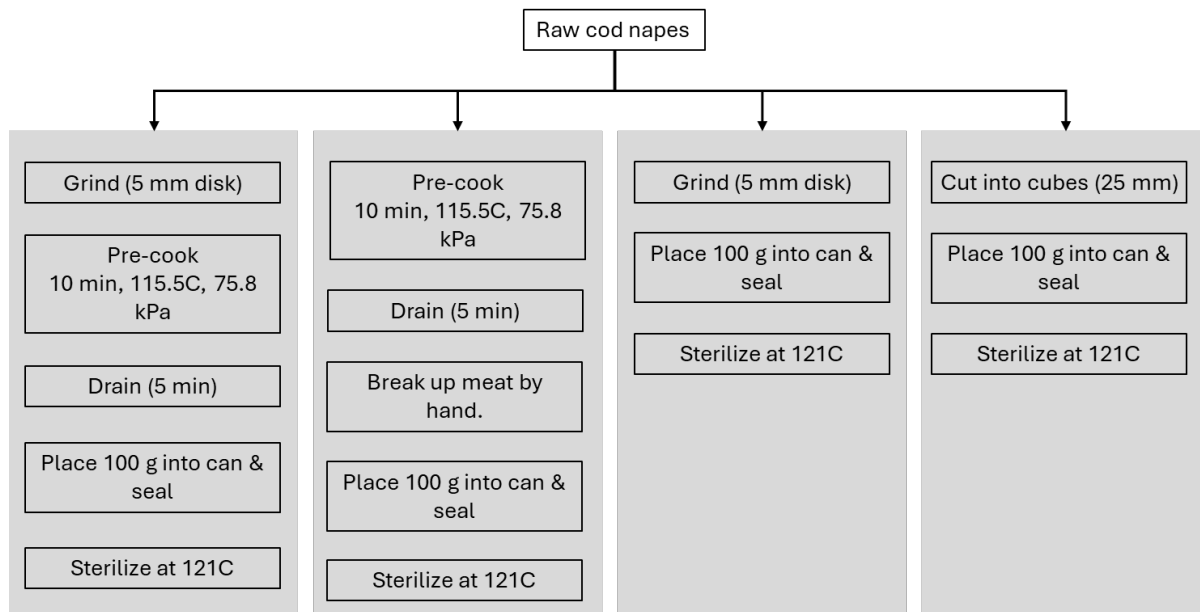 Raw cod napes
Grind (5 mm disk)
Pre-cook
10 min, 115.5C, 75.8
kPa
Drain (5 min)
Place 100 g into can &
seal
Sterilize at 121C
Pre-cook
10 min, 115.5C, 75.8
kPa
Drain (5 min)
Break up meat by
hand.
Place 100 g into can &
seal
Sterilize at 121C
Grind (5 mm disk)
Place 100 g into can &
seal
Sterilize at 121C
Cut into cubes (25 mm)
Place 100 g into can &
seal
Sterilize at 121C